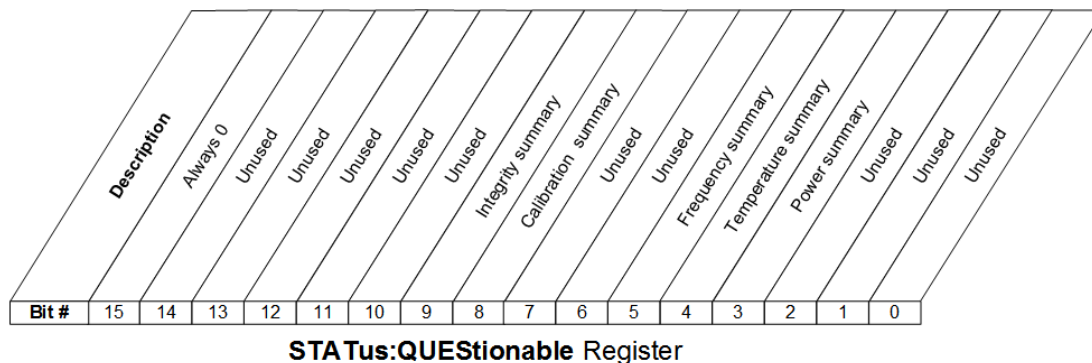 Description
Always 0
Unused
Unused
Unused
Unused
Unused
Integrity summary
Calibration  summary
Unused
Unused
Frequency summary
Temperature summary
Power summary
Unused
Unused
Unused
Bit # 15 14 13 12 11 10 9 8 7 6 5 4 3 2 1 0
STATus:QUEStionable Register